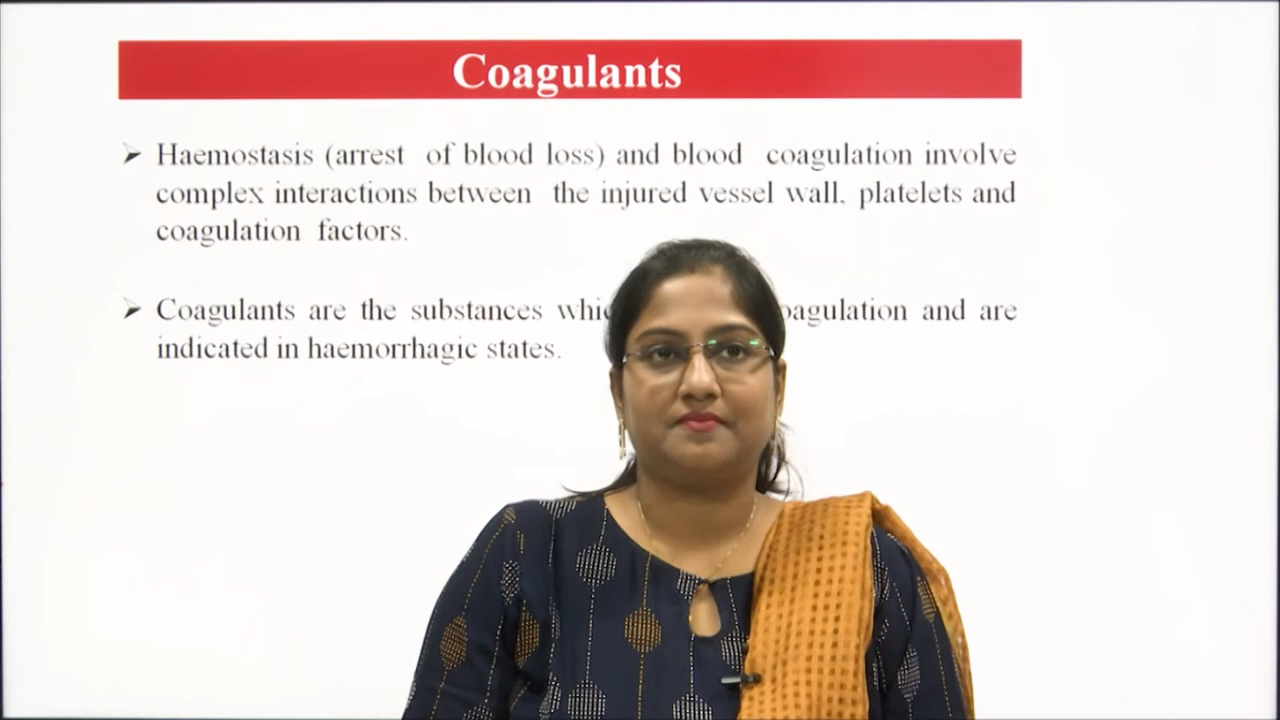 Coagulants
Haemostasis (arrest of blood loss) and blood coagulation involve
complex interactions between the injured vessel wall, platelets and
coagulation factors.
Coagulants are the substances oagulation and are
indicated in haemorrhagic states.